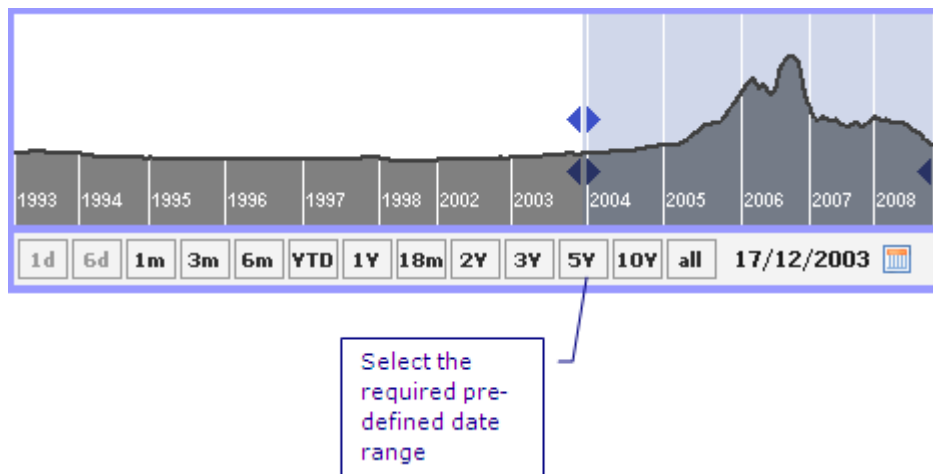 1993 1994 1995 1996 1997 1998 2002 2003 2004 2005 2006 2007 2008
1d 6d 1m 3m 6m YTD 1Y 18m 2Y 3Y 5Y 10Y all 17/12/2003
Select the
required pre-
defined date
range